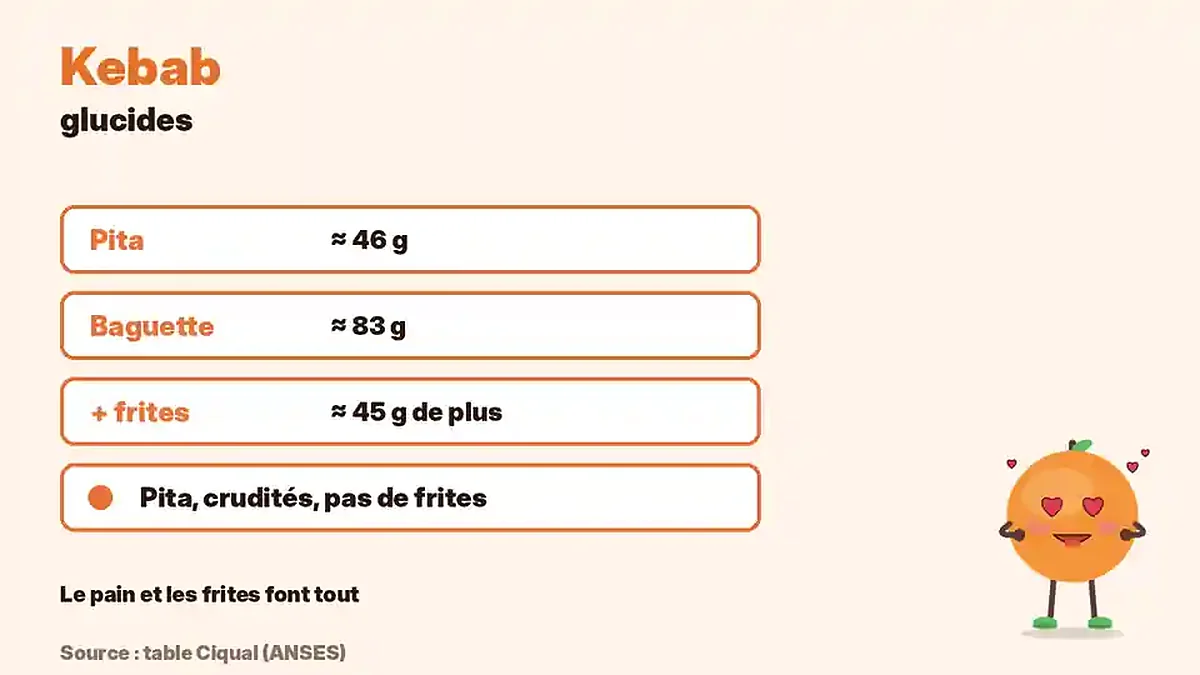 Kebab
glucides
Pita ≈ 46 g
Baguette ≈ 83 g
+ frites ≈ 45 g de plus
Pita, crudités, pas de frites
Le pain et les frites font tout
Source : table Ciqual (ANSES)